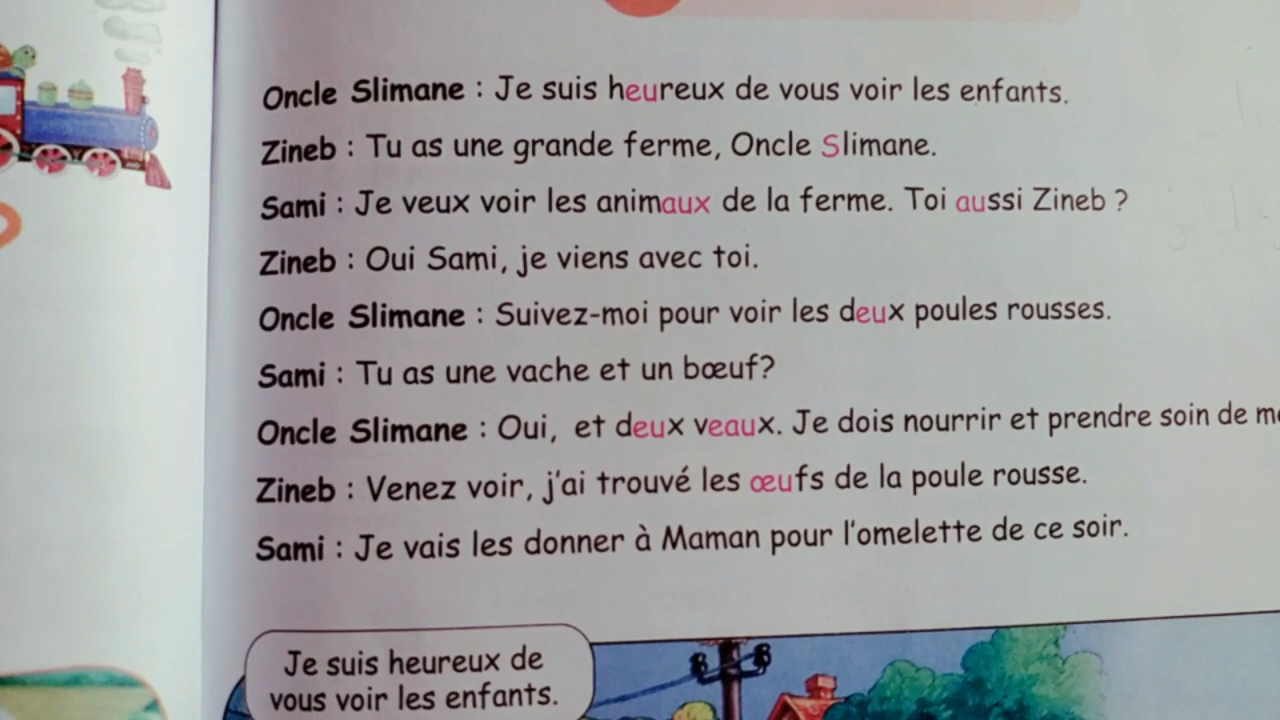 Oncle Slimane : Je suis heureux de vous voir les enfants.
Zineb : Tu as une grande ferme, Oncle Slimane.
Sami : Je veux voir les animaux de la ferme. Toi aussi Zineb ?
Zineb : Oui Sami, je viens avec toi.
Oncle Slimane : Suivez-moi pour voir les deux poules rousses.
Sami : Tu as une vache et un bœuf?
Oncle Slimane : Oui, et deux veaux. Je dois nourrir et prendre soin de
Zineb : Venez voir, j'ai trouvé les œufs de la poule rousse.
Sami : Je vais les donner à Maman pour l'omelette de ce soir.
Je suis heureux de
vous voir les enfants.